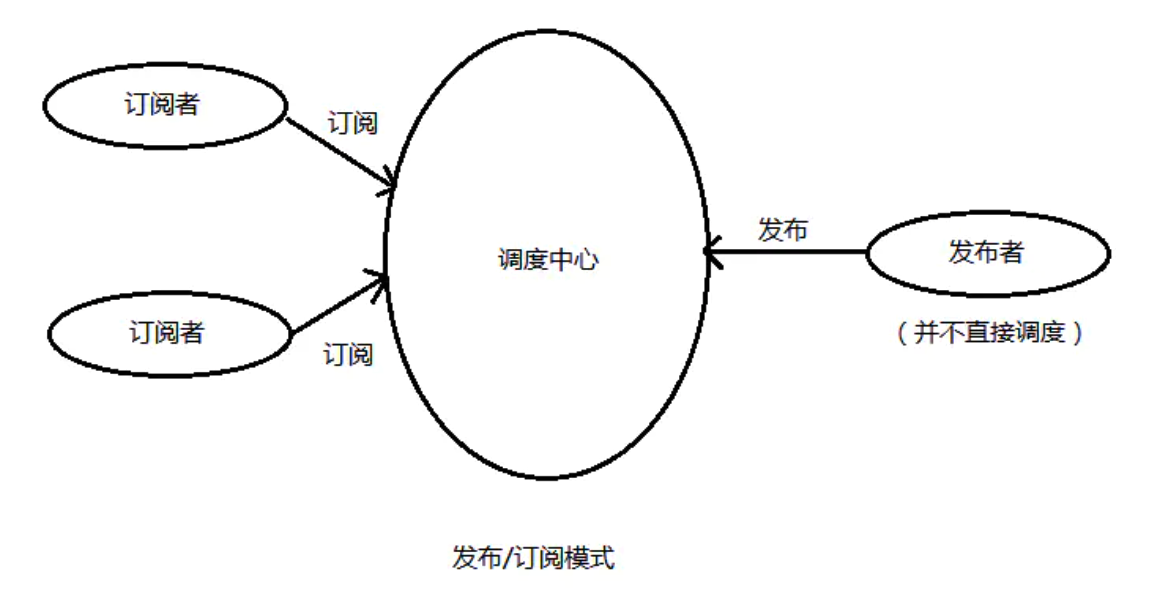 订阅者
订阅
调度中心
发布
发布者
（并不直接调度）
订阅者
订阅
发布/订阅模式